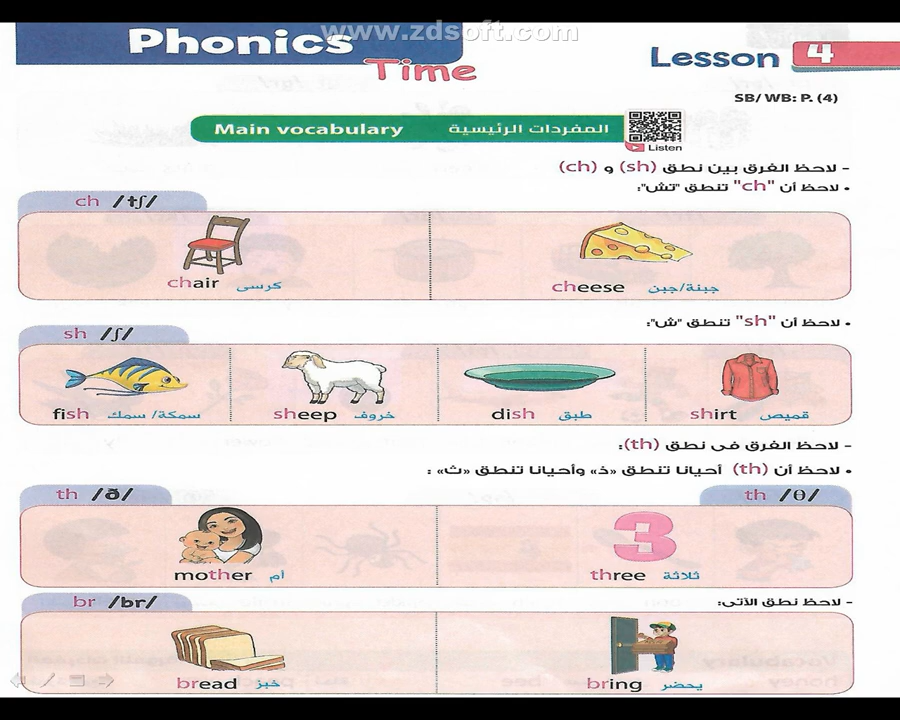 www.zdsoft.com
Phonics
Time
Lesson 4
SB/ WB: P. (4)
Main vocabulary المفردات الرئيسية
Listen
- لاحظ الفرق بين نطق (sh) و (ch)
• لاحظ أن "ch" تنطق "تش":
ch /tʃ/
chair كرسى
cheese جبنة/جبن
• لاحظ أن "sh" تنطق "ش":
sh /ʃ/
fish سمكة/ سمك
sheep خروف
dish طبق
shirt قميص
- لاحظ الفرق فى نطق (th):
• لاحظ أن (th) أحيانا تنطق «ذ» وأحيانا تنطق «ث» :
th /ð/
th /θ/
mother أم
3
three ثلاثة
br /br/
- لاحظ نطق الآتى:
bread خبز
bring يحضر